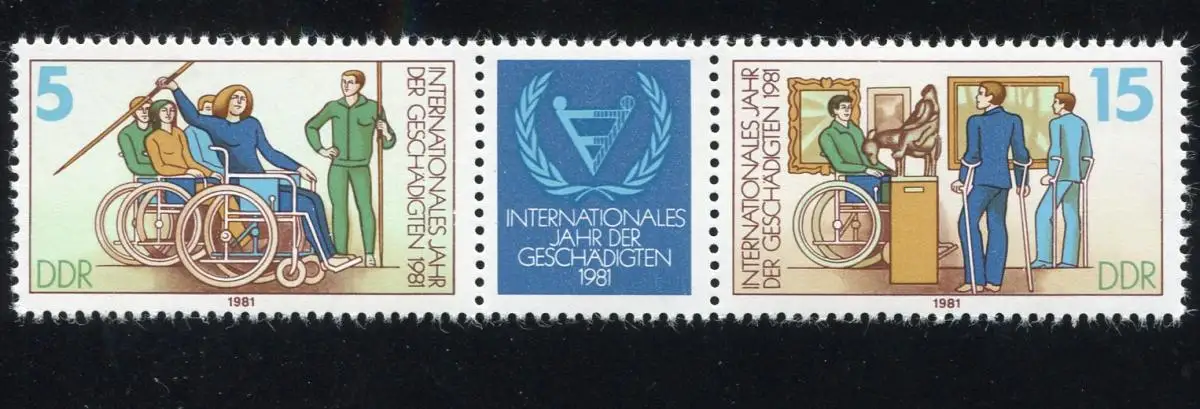 5
INTERNATIONALES JAHR
DER GESCHÄDIGTEN 1981
DDR
1981
INTERNATIONALES
JAHR DER
GESCHÄDIGTEN
1981
INTERNATIONALES JAHR
DER GESCHÄDIGTEN 1981
15
DDR
1981